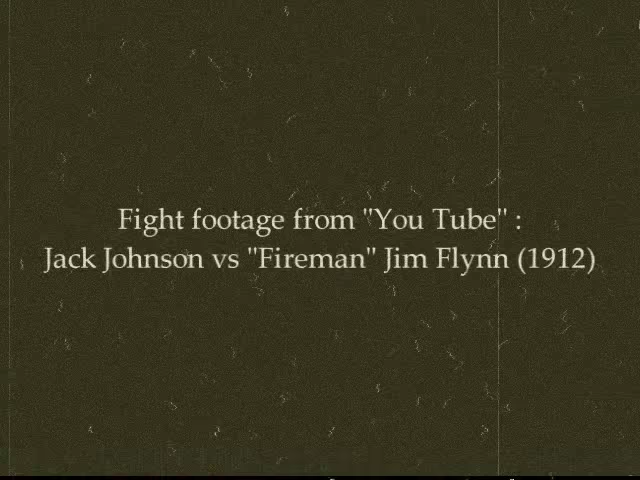 Fight footage from "You Tube" :
Jack Johnson vs "Fireman" Jim Flynn (1912)